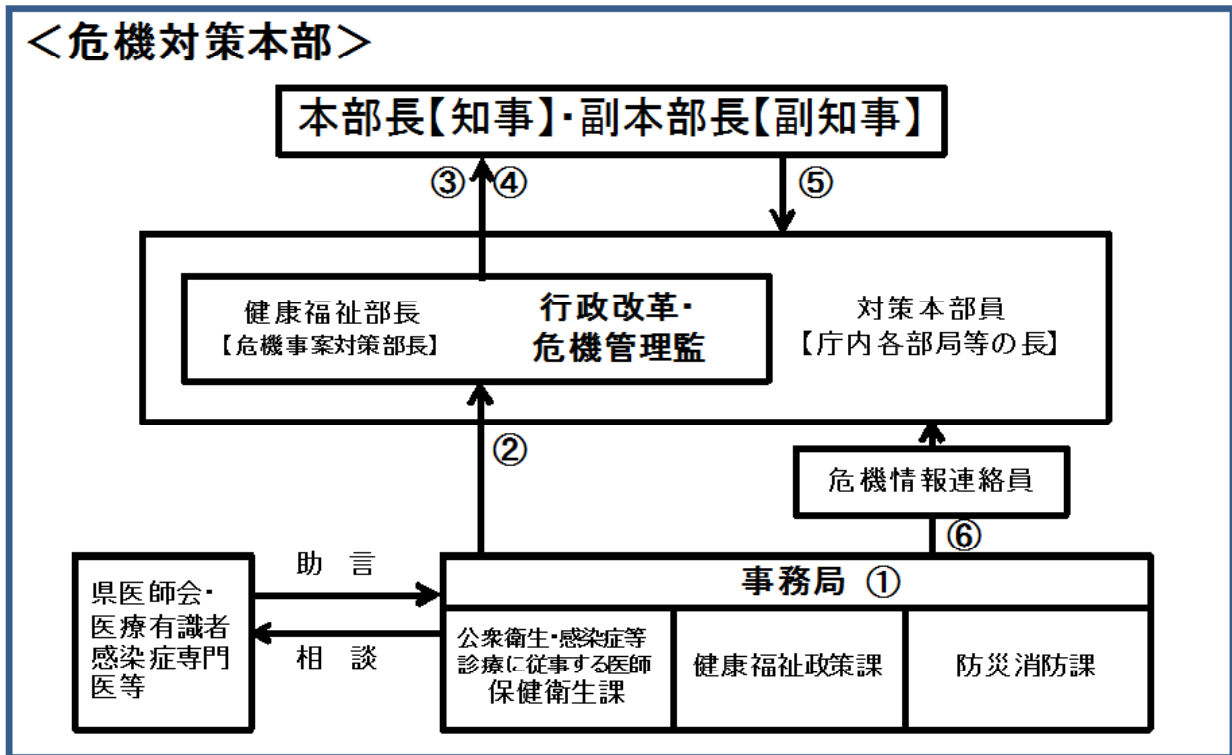 ＜危機対策本部＞
本部長【知事】・副本部長【副知事】
③ ④
⑤
健康福祉部長
【危機事案対策部長】
行政改革・
危機管理監
対策本部員
【庁内各部局等の長】
②
危機情報連絡員
⑥
県医師会・
医療有識者
感染症専門
医等
助 言
相 談
事務局 ①
公衆衛生・感染症等
診療に従事する医師
保健衛生課
健康福祉政策課
防災消防課